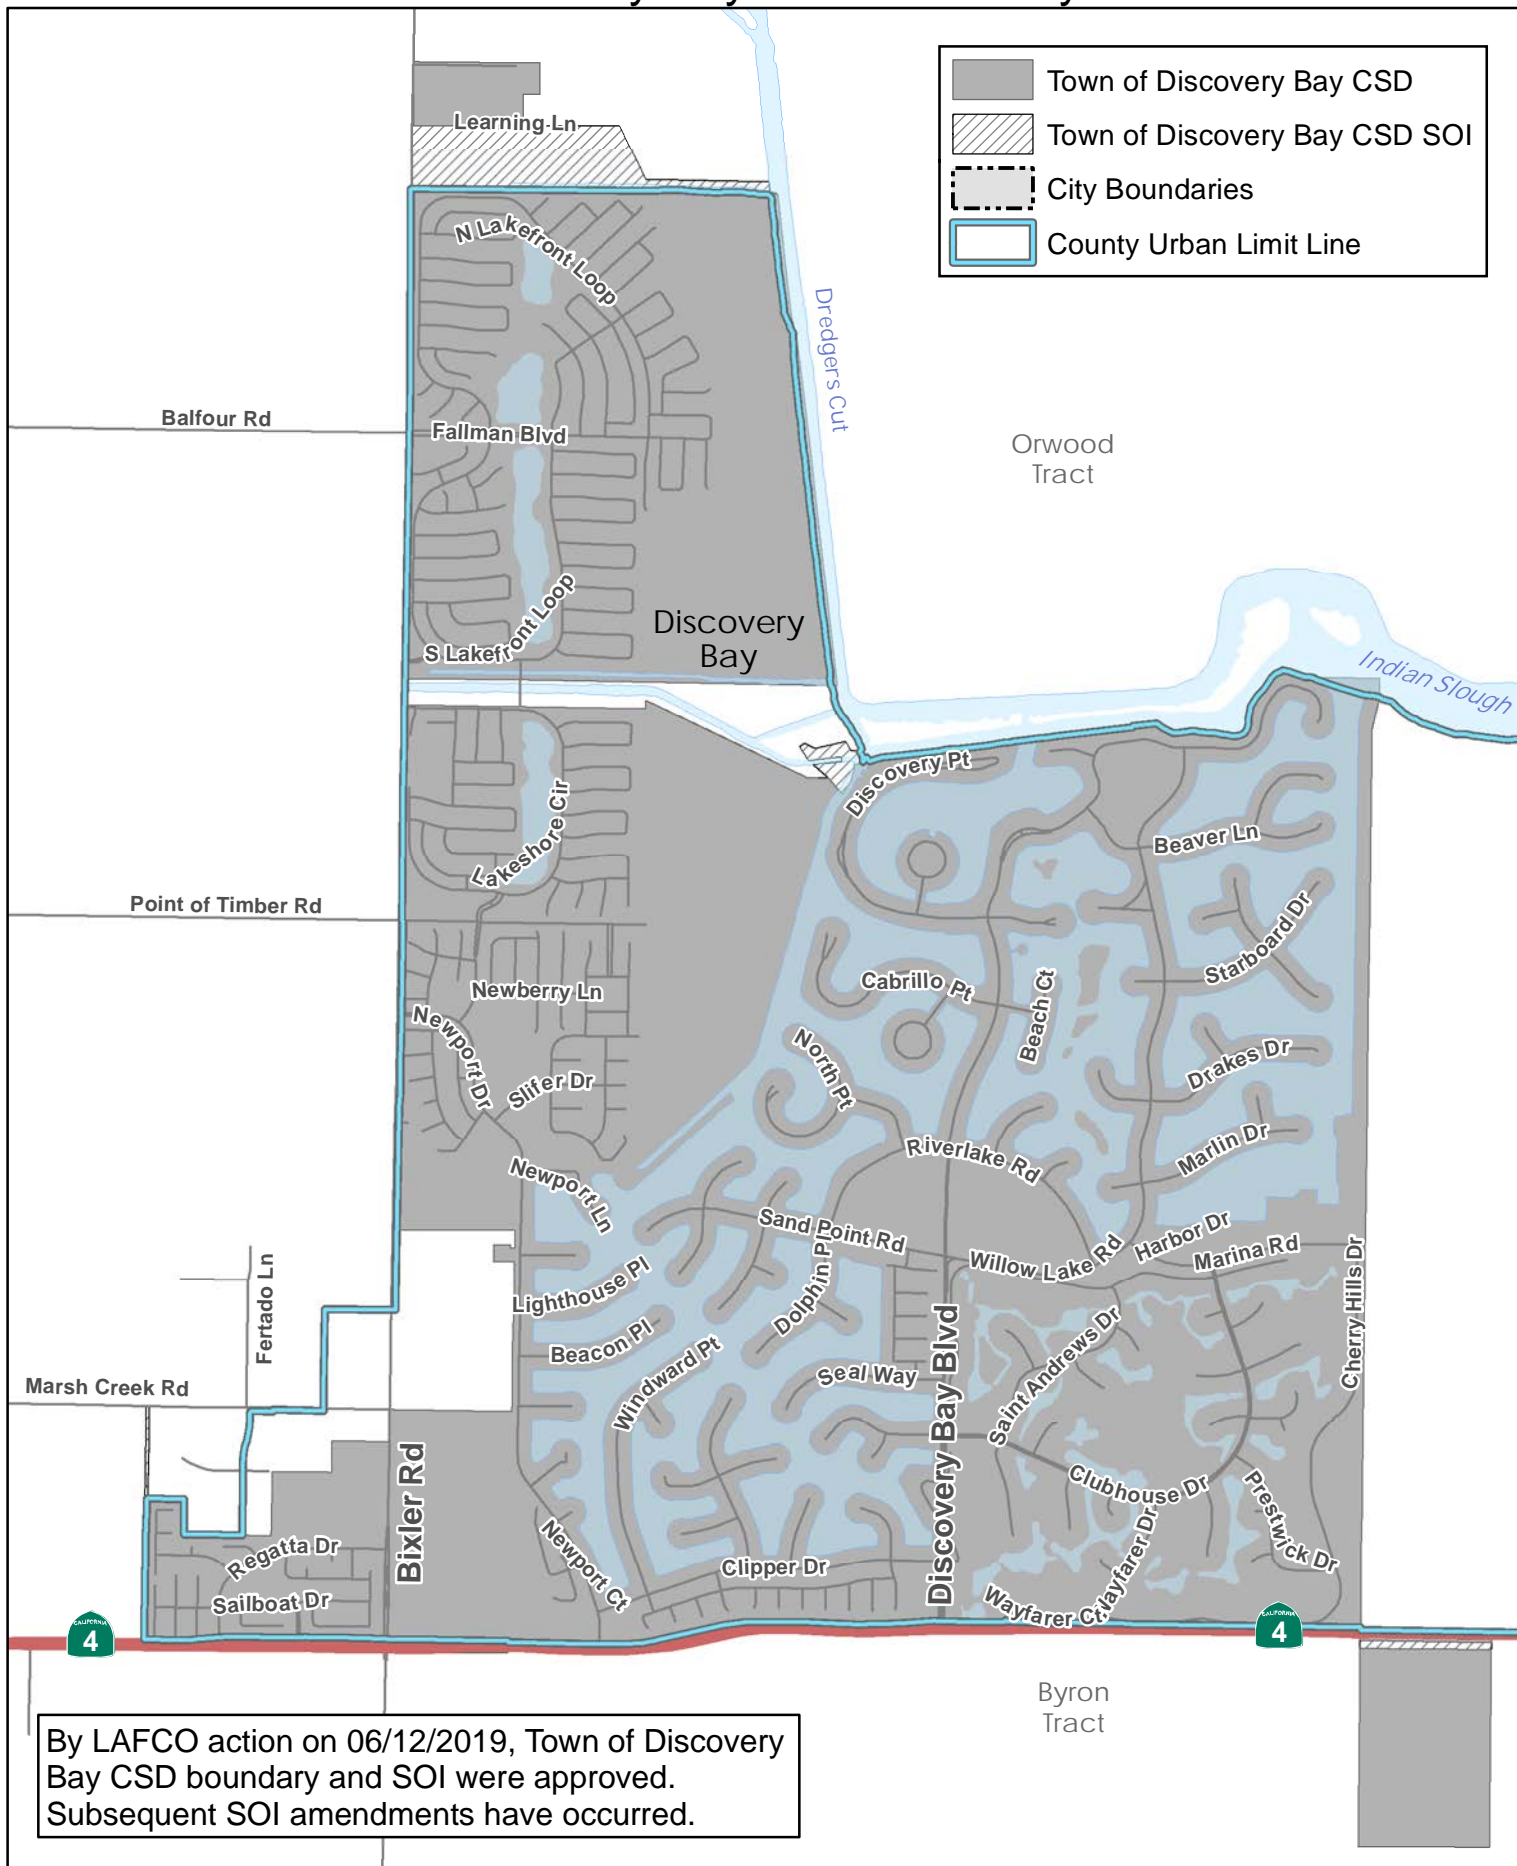 Town of Discovery Bay CSD
Town of Discovery Bay CSD SOI
City Boundaries
County Urban Limit Line
Learning Ln
N Lakefront Loop
Dredgers Cut
Balfour Rd
Fallman Blvd
Orwood
Tract
S Lakefront Loop
Discovery
Bay
Indian Slough
Discovery Pt
Lakeshore Cir
Beaver Ln
Point of Timber Rd
Starboard Dr
Cabrillo Pt
Beach Ct
Newberry Ln
Newport Dr
North Pt
Slifer Dr
Drakes Dr
Marlin Dr
Riverlake Rd
Newport Ln
Sand Point Rd
Dolphin Pl
Willow Lake Rd
Harbor Dr
Marina Rd
Cherry Hills Dr
Fertado Ln
Lighthouse Pl
Beacon Pl
Windward Pt
Seal Way
Saint Andrews Dr
Discovery Bay Blvd
Marsh Creek Rd
Bixler Rd
Clubhouse Dr
Prestwick Dr
Regatta Dr
Sailboat Dr
Newport Ct
Clipper Dr
Wayfarer Ct
Wayfarer Dr
CALIFORNIA
4
CALIFORNIA
4
Byron
Tract
By LAFCO action on 06/12/2019, Town of Discovery
Bay CSD boundary and SOI were approved.
Subsequent SOI amendments have occurred.